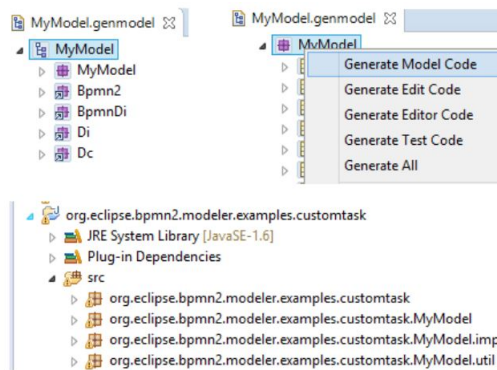 MyModel.genmodel
MyModel
MyModel
Bpmn2
BpmnDi
Di
Dc
MyModel.genmodel
MyModel
Generate Model Code
Generate Edit Code
Generate Editor Code
Generate Test Code
Generate All
org.eclipse.bpmn2.modeler.examples.customtask
JRE System Library [JavaSE-1.6]
Plug-in Dependencies
src
org.eclipse.bpmn2.modeler.examples.customtask
org.eclipse.bpmn2.modeler.examples.customtask.MyModel
org.eclipse.bpmn2.modeler.examples.customtask.MyModel.imp
org.eclipse.bpmn2.modeler.examples.customtask.MyModel.util